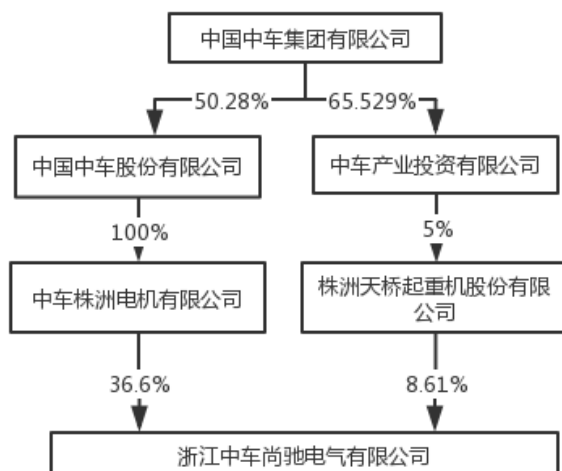 中国中车集团有限公司
50.28%
65.529%
中国中车股份有限公司
中车产业投资有限公司
100%
5%
中车株洲电机有限公司
株洲天桥起重机股份有限
公司
36.6%
8.61%
浙江中车尚驰电气有限公司